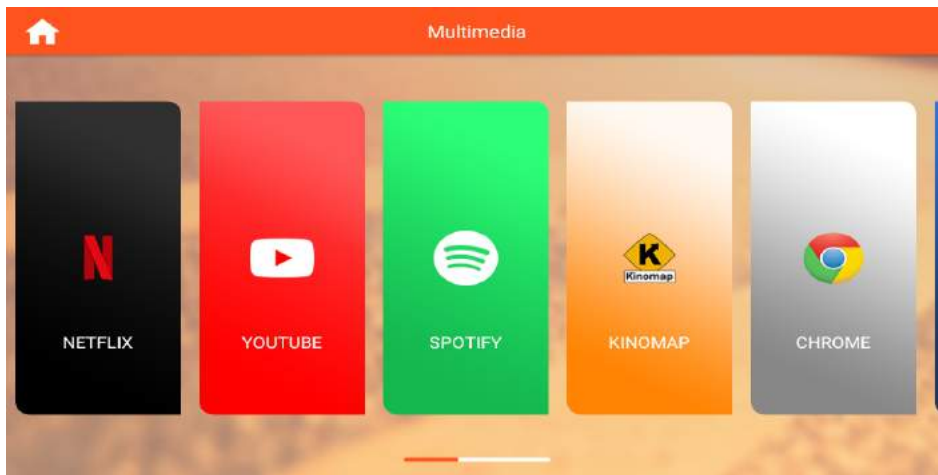 Multimedia
N
K
Kinomap
NETFLIX
YOUTUBE
SPOTIFY
KINOMAP
CHROME